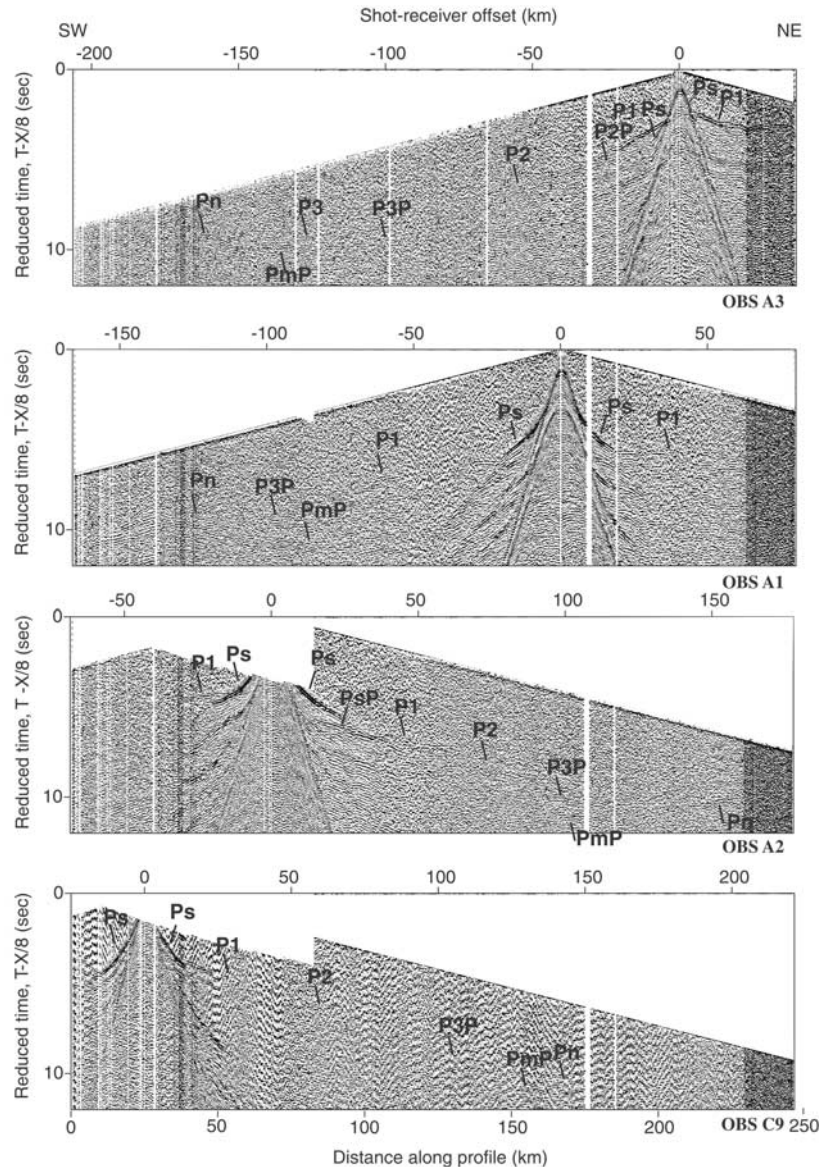 Shot-receiver offset (km)
SW NE
-200 -150 -100 -50 0
Reduced time, T-X/8 (sec)
0
10
Ps
P1
P1 Ps
P2P
P2
Pn
P3
P3P
PmP
OBS A3
-150 -100 -50 0 50
Reduced time, T-X/8 (sec)
0
10
Ps
Ps
P1
P1
Pn
P3P
PmP
OBS A1
-50 0 50 100 150
Reduced time, T -X/8 (sec)
0
10
P1
Ps
Ps
PsP
P1
P2
P3P
PmP
Pn
OBS A2
0 50 100 150 200
Reduced time, T-X/8 (sec)
0
10
Ps
Ps
P1
P2
P3P
PmP
Pn
OBS C9
0 50 100 150 200 250
Distance along profile (km)